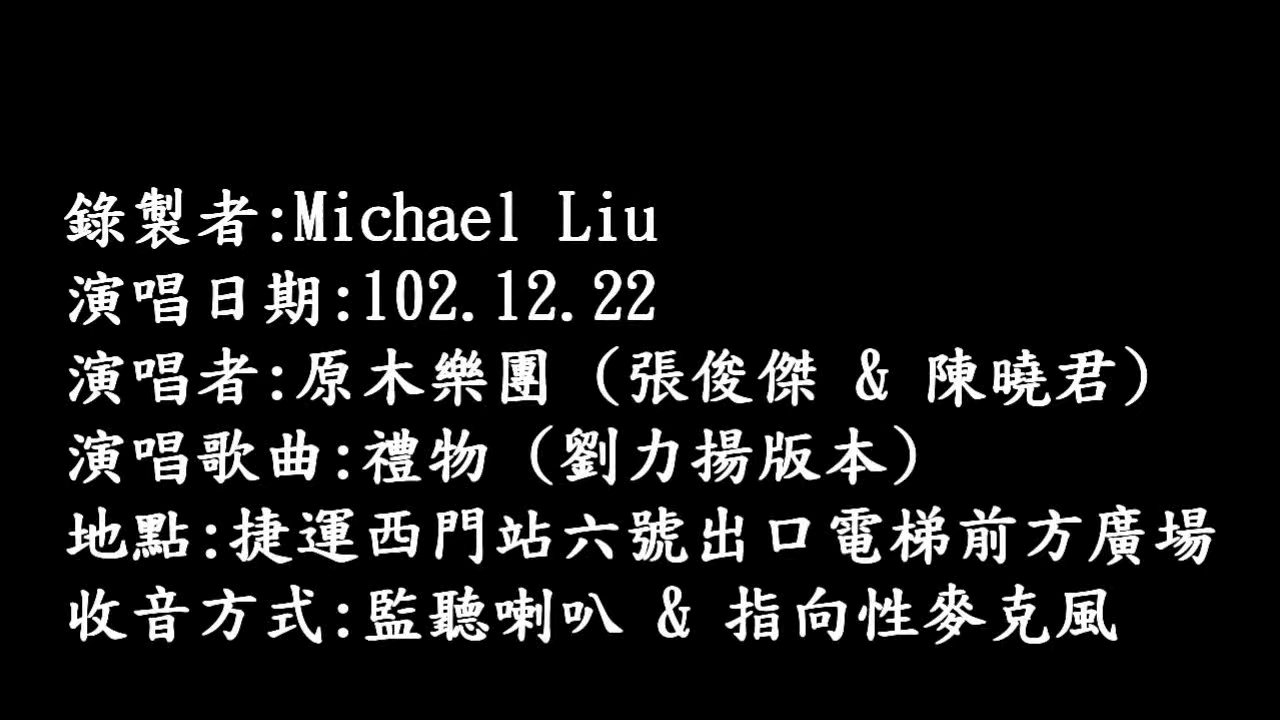 錄製者:Michael Liu
演唱日期:102.12.22
演唱者:原木樂團 (張俊傑 & 陳曉君)
演唱歌曲:禮物 (劉力揚版本)
地點:捷運西門站六號出口電梯前方廣場
收音方式:監聽喇叭 & 指向性麥克風